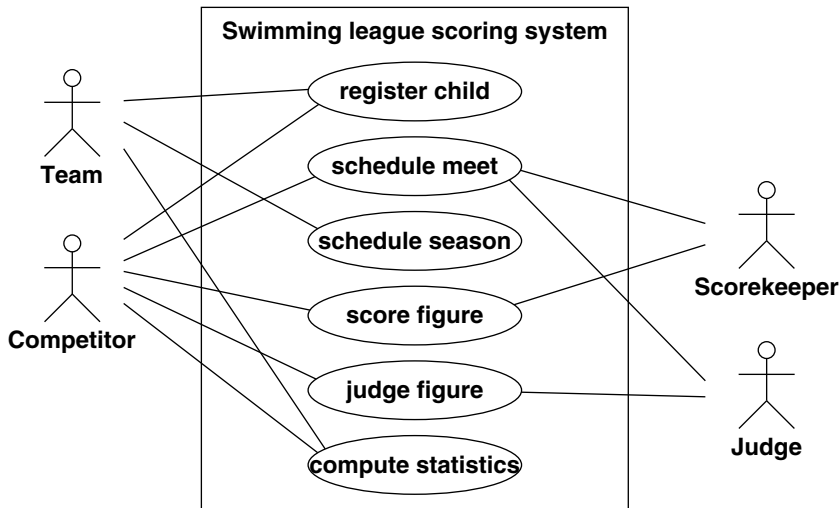 Swimming league scoring system
register child
Team
schedule meet
schedule season
Scorekeeper
Competitor
score figure
judge figure
Judge
compute statistics